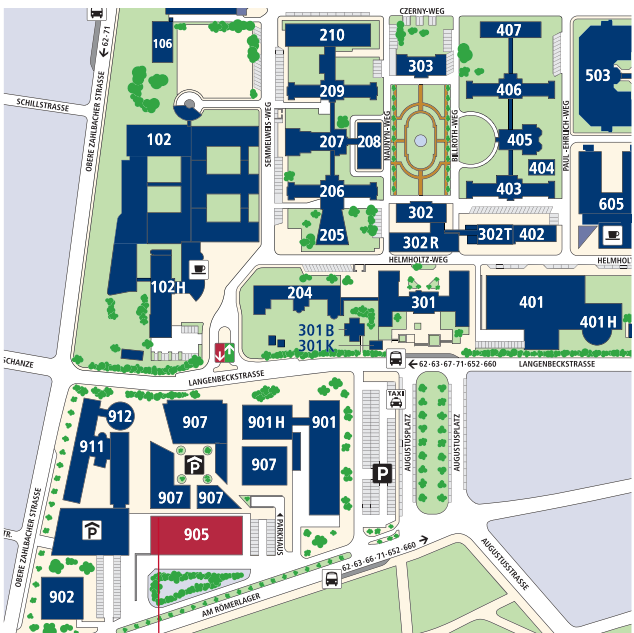 CZERNY-WEG
62-71
106
210
303
407
503
SCHILLSTRASSE
OBERE ZAHLBACHER STRASSE
SEMMELWEIS-WEG
209
406
NAUNYN-WEG
BILLROTH-WEG
PAUL-EHRLICH-WEG
102
207
208
405
404
206
403
605
205
302
302 R
302T
402
HELMHOLTZ-WEG
HELMHOLT
102H
204
301
401
301 B
301 K
401 H
62-63-67-71-652-660
LANGENBECKSTRASSE
SCHANZE
LANGENBECKSTRASSE
TAXI
912
907
901 H
901
911
907
P
P
AUGUSTUSPLATZ
AUGUSTUSPLATZ
907
907
PARKHAUS
P
905
TR.
OBERE ZAHLBACHER STRASSE
62-63-66-71-652-660
AUGUSTUSSTRASSE
902
AM RÖMERLAGER